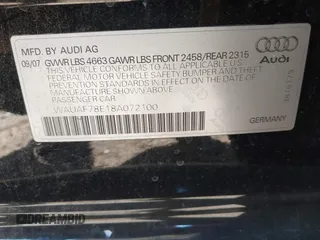 MFD. BY AUDI AG
09/07 GVWR LBS 4663 GAWR LBS FRONT 2458/REAR 2315
THIS VEHICLE CONFORMS TO ALL APPLICABLE FEDERAL
MOTOR VEHICLE SAFETY BUMPER AND THEFT
PREVENTION STANDARDS IN EFFECT ON THE DATE
OF MANUFACTURE SHOWN ABOVE
PASSENGER CAR
WAUAF78E18A072100
Audi
GERMANY
DREAMBID